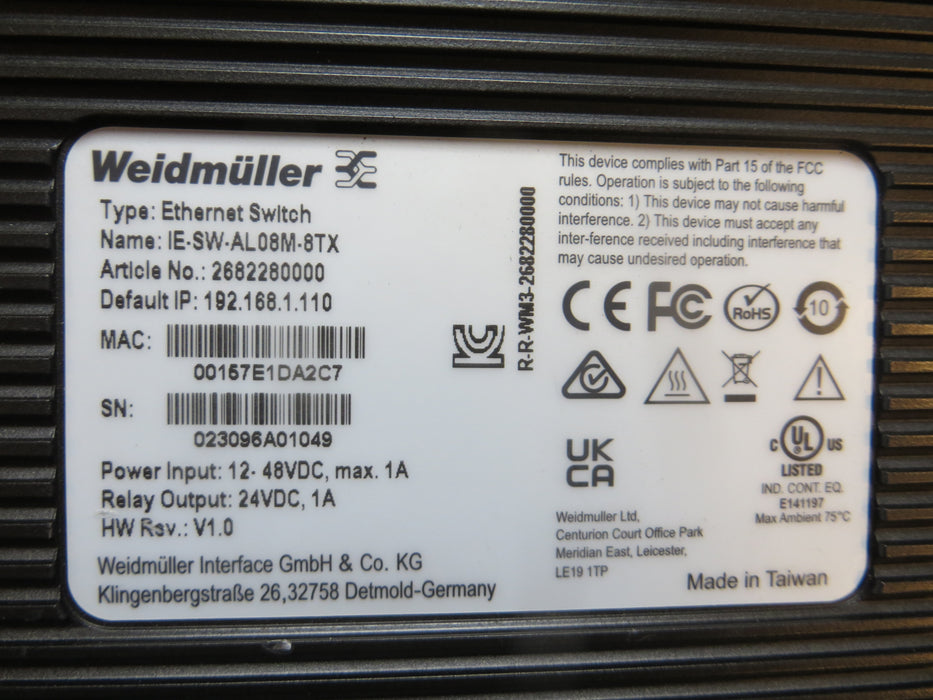 Weidmüller
Type: Ethernet Switch
Name: IE-SW-AL08M-8TX
Article No.: 2682280000
Default IP: 192.168.1.110
MAC:
00157E1DA2C7
SN:
023096A01049
Power Input: 12- 48VDC, max. 1A
Relay Output: 24VDC, 1A
HW Rev.: V1.0
Weidmüller Interface GmbH & Co. KG
Klingenbergstraße 26,32758 Detmold-Germany
R-R-WM3-2682280000
This device complies with Part 15 of the FCC
rules. Operation is subject to the following
conditions: 1) This device may not cause harmful
interference. 2) This device must accept any
inter-ference received including interference that
may cause undesired operation.
CE FC RoHS 10
UK
CA
C UL US
LISTED
IND. CONT. EQ.
E141197
Max Ambient 75°C
Weidmuller Ltd,
Centurion Court Office Park
Meridian East, Leicester,
LE19 1TP
Made in Taiwan